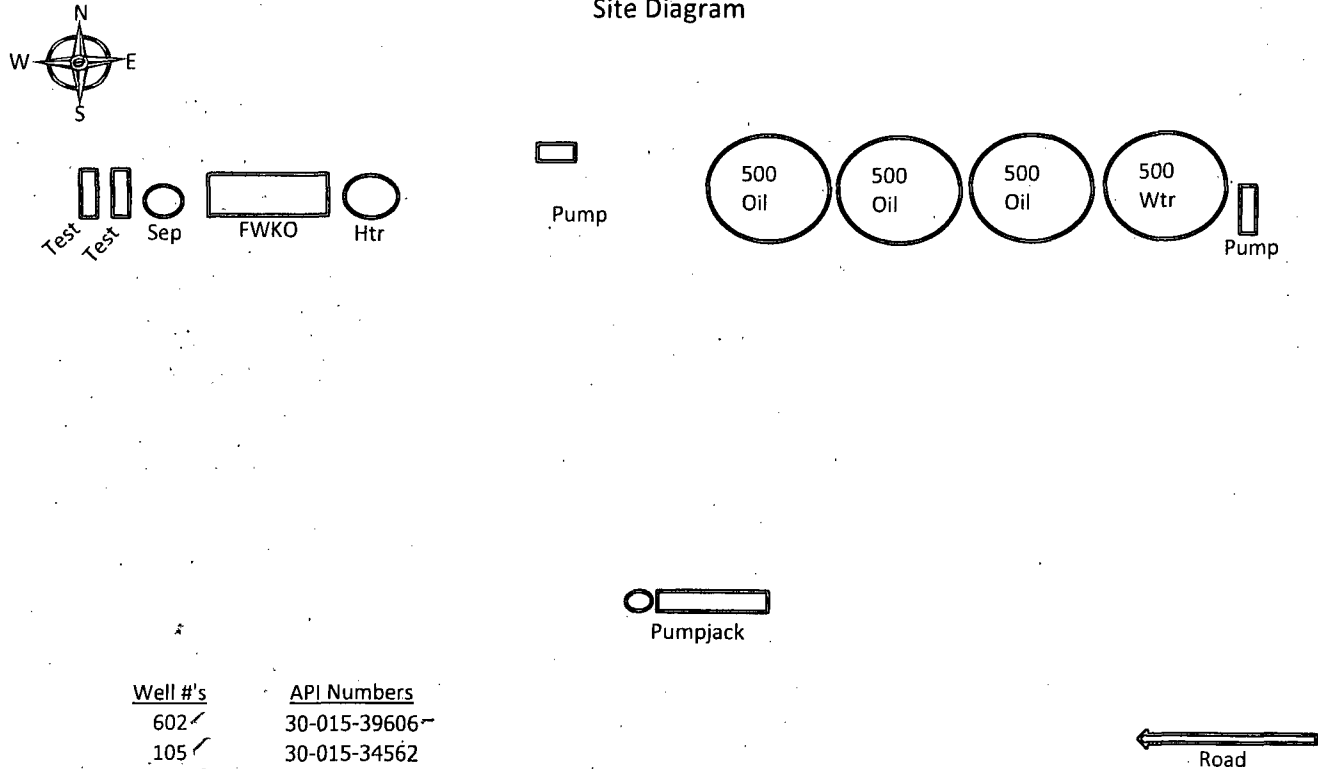 Site Diagram
N
W E
S
500 Oil
500 Oil
500 Oil
500 Wtr
Test
Test
Sep
FWKO
Htr
Pump
Pump
Pumpjack
Well #'s API Numbers
602 30-015-39606
105 30-015-34562
Road